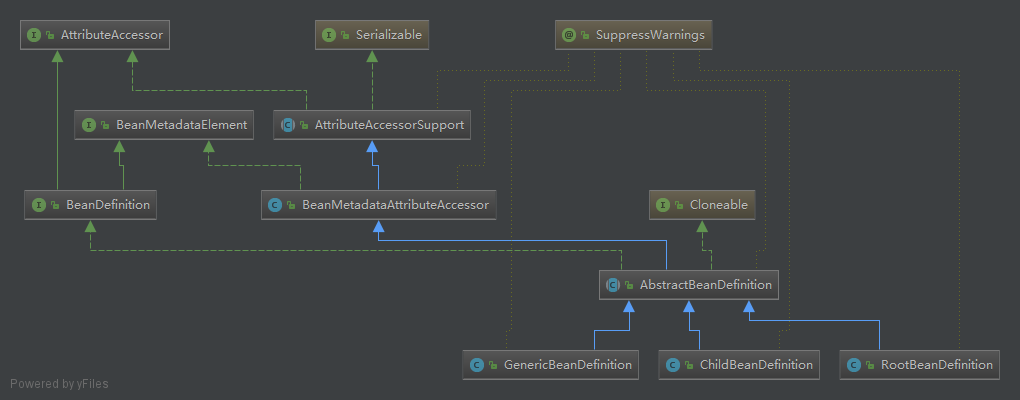 AttributeAccessor
Serializable
@ SuppressWarnings
BeanMetadataElement
AttributeAccessorSupport
BeanDefinition
BeanMetadataAttributeAccessor
Cloneable
AbstractBeanDefinition
GenericBeanDefinition
ChildBeanDefinition
RootBeanDefinition
Powered by yFiles